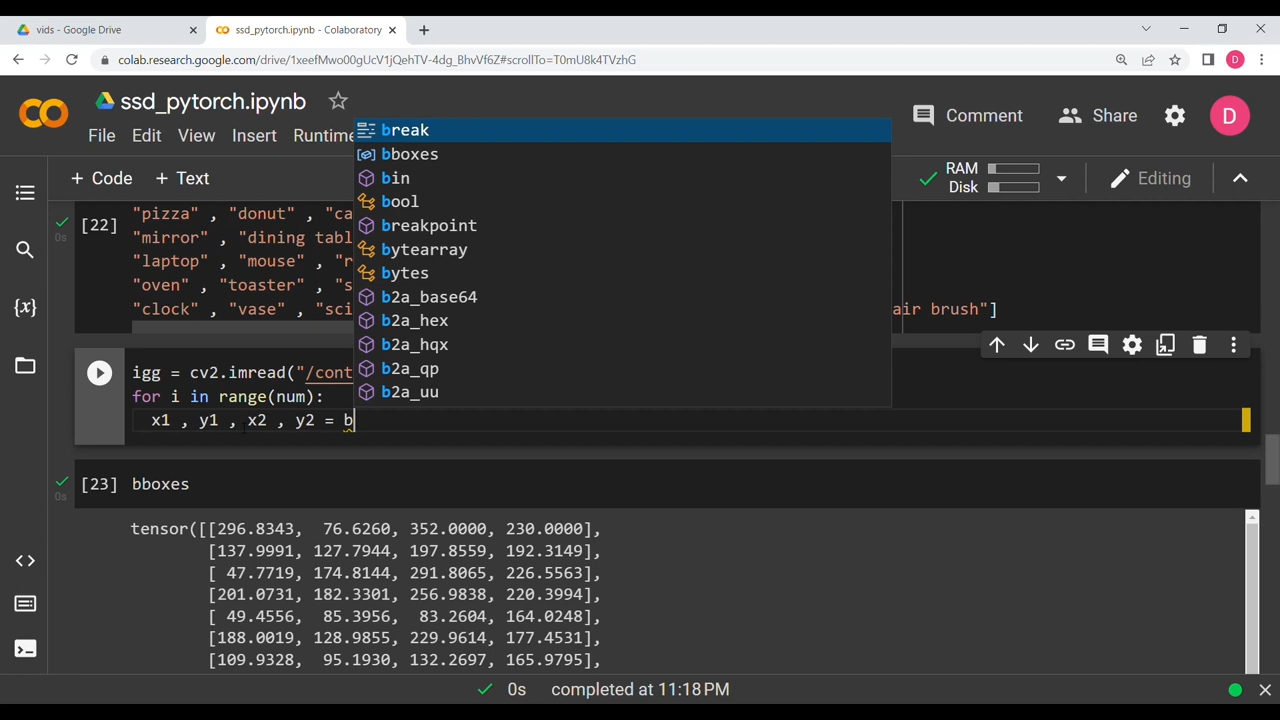 vids - Google Drive
ssd_pytorch.ipynb - Colaboratory
colab.research.google.com/drive/1xeefMwo00gUcV1jQehTV-4dg_BhvVf6Z#scrollTo=T0mU8k4TVzhG
D
ssd_pytorch.ipynb
File Edit View Insert Runtime
Comment Share D
+ Code + Text
RAM
Disk
Editing
break
bboxes
bin
bool
breakpoint
bytearray
bytes
b2a_base64
b2a_hex
b2a_hqx
b2a_qp
b2a_uu
0s
[22]
"pizza" , "donut" , "ca
"mirror" , "dining tabl
"laptop" , "mouse" , "r
"oven" , "toaster" , "s
"clock" , "vase" , "sci air brush"]
{x}
igg = cv2.imread("/cont
for i in range(num):
x1 , y1 , x2 , y2 = b
0s
[23] bboxes
tensor([[296.8343, 76.6260, 352.0000, 230.0000],
[137.9991, 127.7944, 197.8559, 192.3149],
[ 47.7719, 174.8144, 291.8065, 226.5563],
[201.0731, 182.3301, 256.9838, 220.3994],
[ 49.4556, 85.3956, 83.2604, 164.0248],
[188.0019, 128.9855, 229.9614, 177.4531],
[109.9328, 95.1930, 132.2697, 165.9795],
0s completed at 11:18 PM